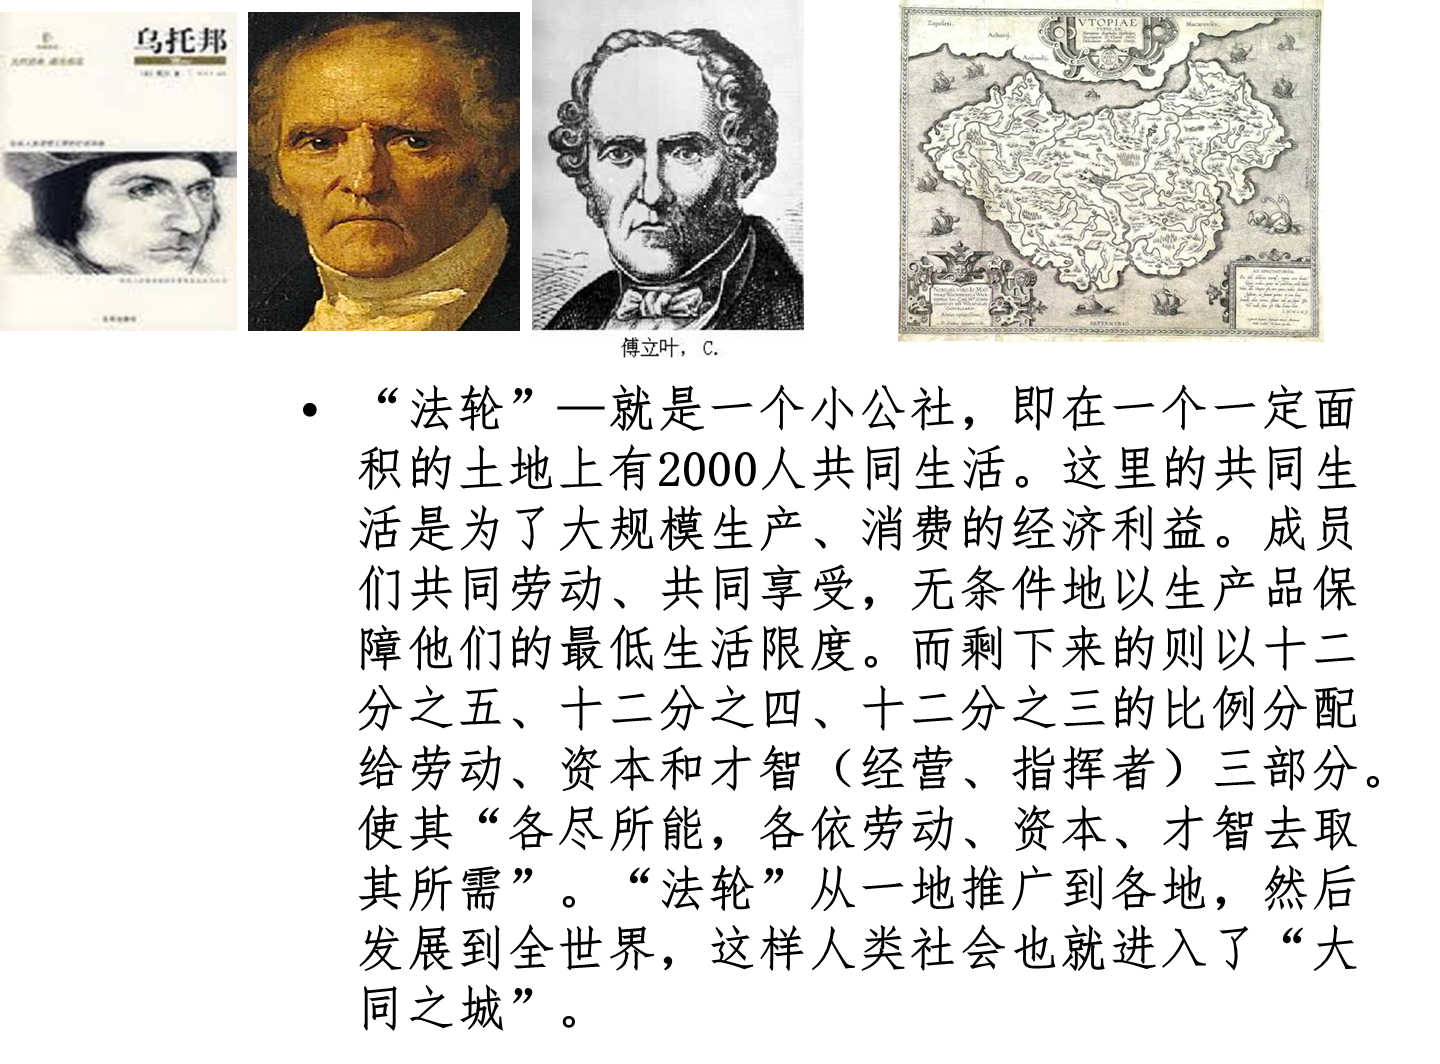 乌托邦
VTOPIAE
Zapoleti.
Macarenses.
Achorij.
SEPTENTRIO.
傅立叶，C.
• “法轮”—就是一个小公社，即在一个一定面
积的土地上有2000人共同生活。这里的共同生
活是为了大规模生产、消费的经济利益。成员
们共同劳动、共同享受，无条件地以生产品保
障他们的最低生活限度。而剩下来的则以十二
分之五、十二分之四、十二分之三的比例分配
给劳动、资本和才智（经营、指挥者）三部分。
使其“各尽所能，各依劳动、资本、才智去取
其所需”。“法轮”从一地推广到各地，然后
发展到全世界，这样人类社会也就进入了“大
同之城”。